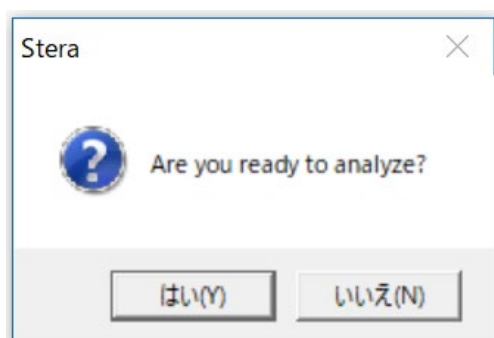 Stera
Are you ready to analyze?
はい(Y)
いいえ(N)